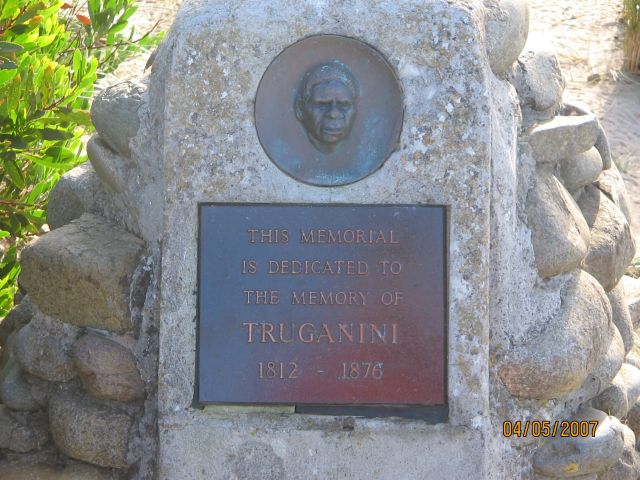 THIS MEMORIAL
IS DEDICATED TO
THE MEMORY OF
TRUGANINI
1812 - 1876
04/05/2007